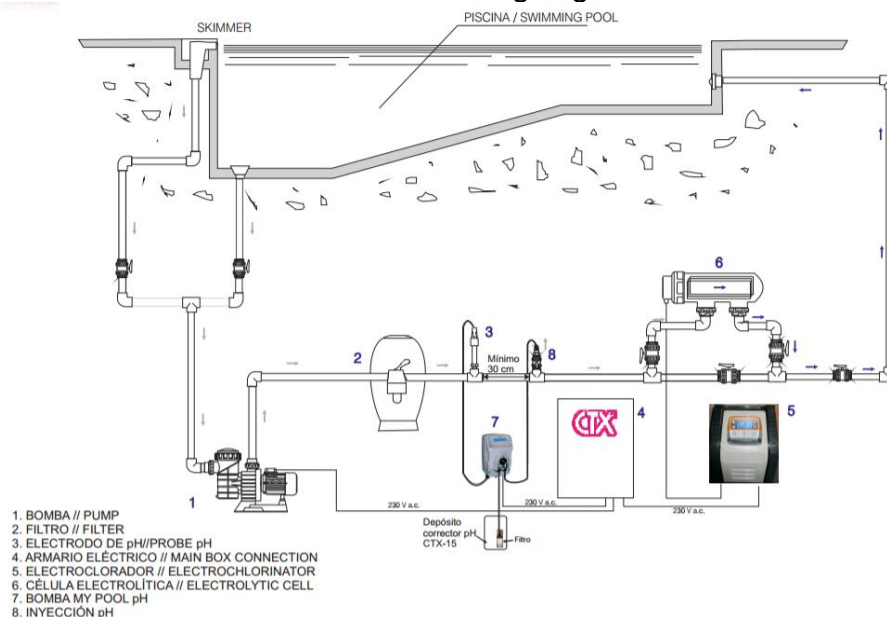 SKIMMER
PISCINA / SWIMMING POOL
6
2
3
Mínimo
30 cm
8
7
CTX
4
5
1
230 V a.c.
230 V a.c.
230 V a.c.
Depósito
corrector pH
CTX-15
Filtro
1. BOMBA // PUMP
2. FILTRO // FILTER
3. ELECTRODO DE pH//PROBE pH
4. ARMARIO ELÉCTRICO // MAIN BOX CONNECTION
5. ELECTROCLORADOR // ELECTROCHLORINATOR
6. CÉLULA ELECTROLÍTICA // ELECTROLYTIC CELL
7. BOMBA MY POOL pH
8. INYECCIÓN pH